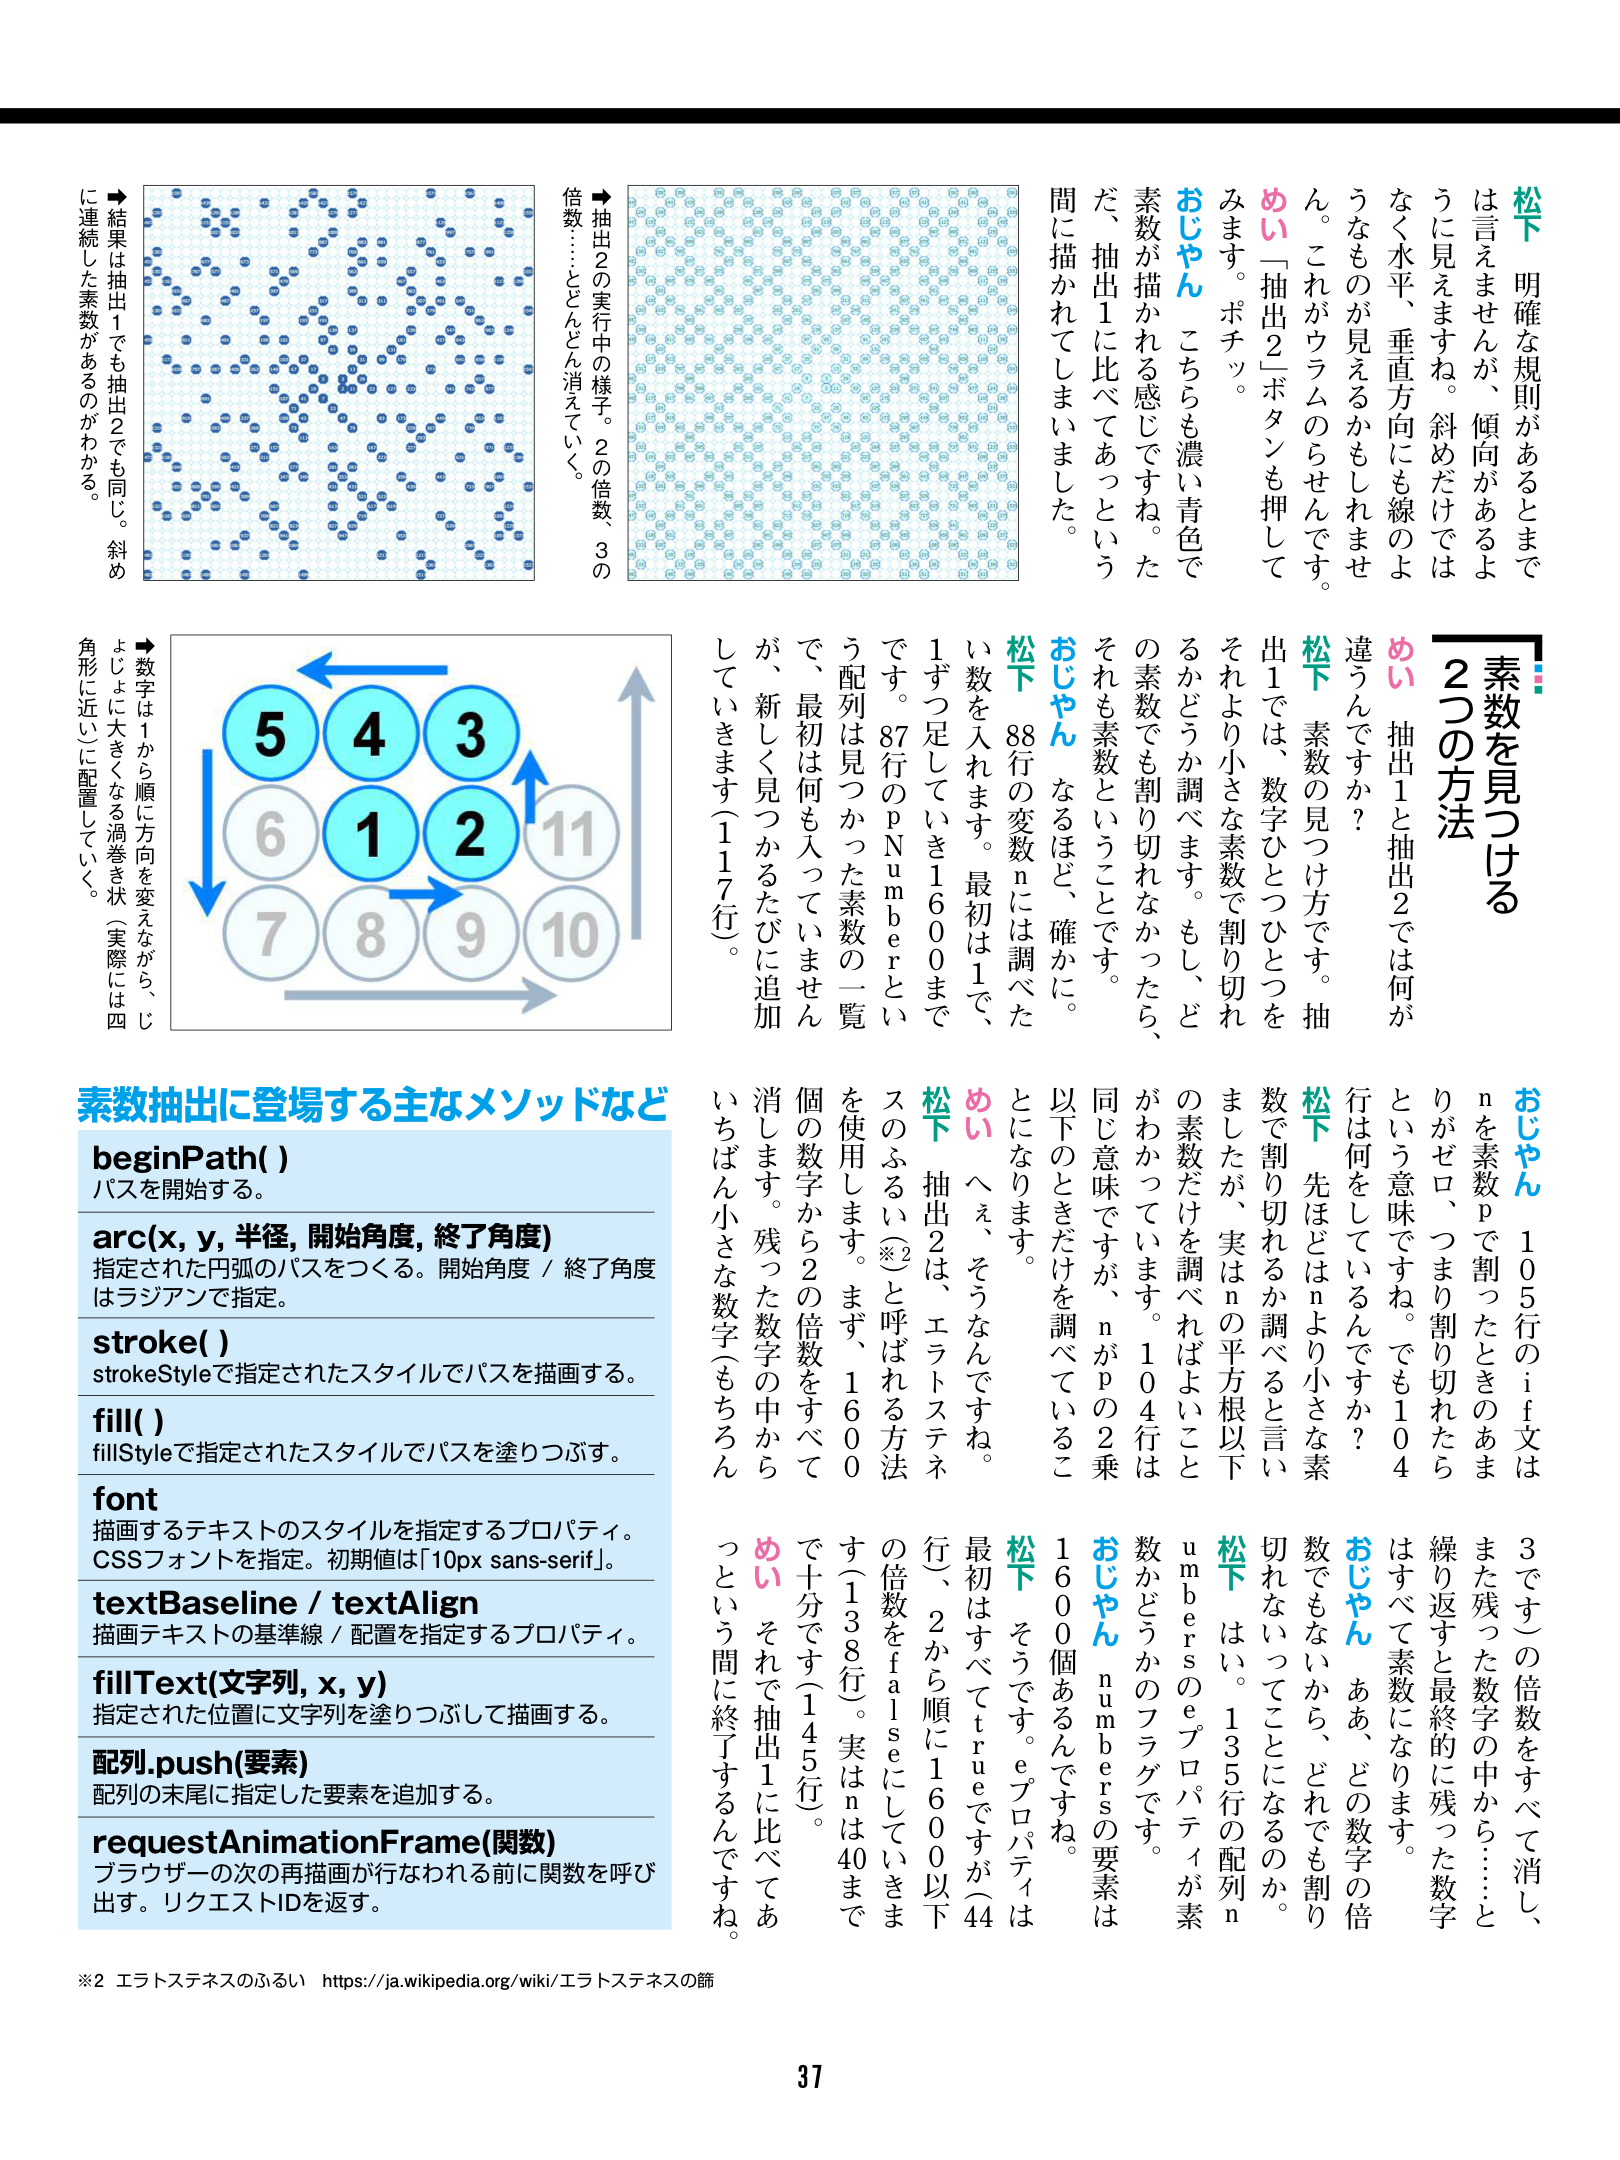 松下　明確な規則があるとまで
は言えませんが、傾向があるよ
うに見えますね。斜めだけでは
なく水平、垂直方向にも線のよ
うなものが見えるかもしれませ
ん。これがウラムのらせんです。
めい　「抽出2」ボタンも押して
みます。ポチッ。
おじやん　こちらも濃い青色で
素数が描かれる感じですね。た
だ、抽出1に比べてあっという
間に描かれてしまいました。
➡抽出2の実行中の様子。2の倍数、3の
倍数……とどんどん消えていく。
➡結果は抽出1でも抽出2でも同じ。斜め
に連続した素数があるのがわかる。
素数を見つける
2つの方法
めい　抽出1と抽出2では何が
違うんですか？
松下　素数の見つけ方です。抽
出1では、数字ひとつひとつを
それより小さな素数で割り切れ
るかどうか調べます。もし、ど
の素数でも割り切れなかったら、
それも素数ということです。
おじやん　なるほど、確かに。
松下　88行の変数nには調べた
い数を入れます。最初は1で、
1ずつ足していき1600まで
です。87行のpNumberとい
う配列は見つかった素数の一覧
で、最初は何も入っていません
が、新しく見つかるたびに追加
していきます（117行）。
5 4 3
6 1 2 11
7 8 9 10
➡数字は1から順に方向を変えながら、じ
ょじょに大きくなる渦巻き状（実際には四
角形に近い）に配置していく。
おじやん　105行のif文は
nを素数pで割ったときのあま
りがゼロ、つまり割り切れたら
という意味ですね。でも104
行は何をしているんですか？
松下　先ほどはnより小さな素
数で割り切れるか調べると言い
ましたが、実はnの平方根以下
の素数だけを調べればよいこと
がわかっています。104行は
同じ意味ですが、nがpの2乗
以下のときだけを調べているこ
とになります。
めい　へぇ、そうなんですね。
松下　抽出2は、エラトステネ
スのふるい（※2）と呼ばれる方法
を使用します。まず、1600
個の数字から2の倍数をすべて
消します。残った数字の中から
いちばん小さな数字（もちろん
3です）の倍数をすべて消し、
また残った数字の中から……と
繰り返すと最終的に残った数字
はすべて素数になります。
おじやん　ああ、どの数字の倍
数でもないから、どれでも割り
切れないってことになるのか。
松下　はい。135行の配列n
umbersのeプロパティが素
数かどうかのフラグです。
おじやん　numbersの要素は
1600個あるんですね。
松下　そうです。eプロパティは
最初はすべてtrueですが（44
行）、2から順に1600以下
の倍数をfalseにしていきま
す（138行）。実はnは40まで
で十分です（145行）。
めい　それで抽出1に比べてあ
っという間に終了するんですね。
素数抽出に登場する主なメソッドなど
beginPath( )
パスを開始する。
arc(x, y, 半径, 開始角度, 終了角度)
指定された円弧のパスをつくる。開始角度 / 終了角度
はラジアンで指定。
stroke( )
strokeStyleで指定されたスタイルでパスを描画する。
fill( )
fillStyleで指定されたスタイルでパスを塗りつぶす。
font
描画するテキストのスタイルを指定するプロパティ。
CSSフォントを指定。初期値は「10px sans-serif」。
textBaseline / textAlign
描画テキストの基準線 / 配置を指定するプロパティ。
fillText(文字列, x, y)
指定された位置に文字列を塗りつぶして描画する。
配列.push(要素)
配列の末尾に指定した要素を追加する。
requestAnimationFrame(関数)
ブラウザーの次の再描画が行なわれる前に関数を呼び
出す。リクエストIDを返す。
※2 エラトステネスのふるい　https://ja.wikipedia.org/wiki/エラトステネスの篩
37